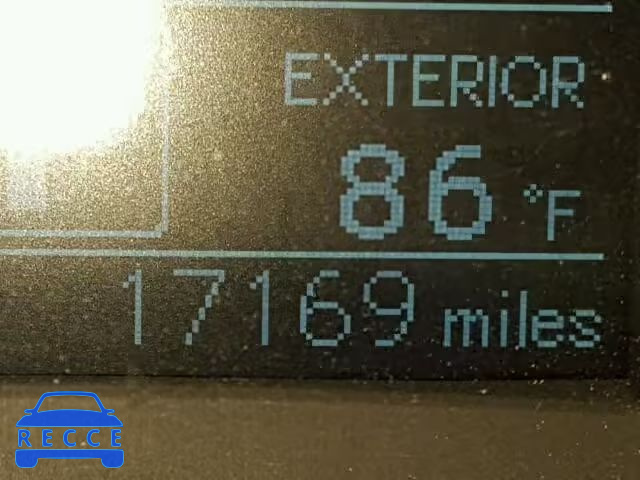 EXTERIOR
86 °F
17169 miles
RECCE